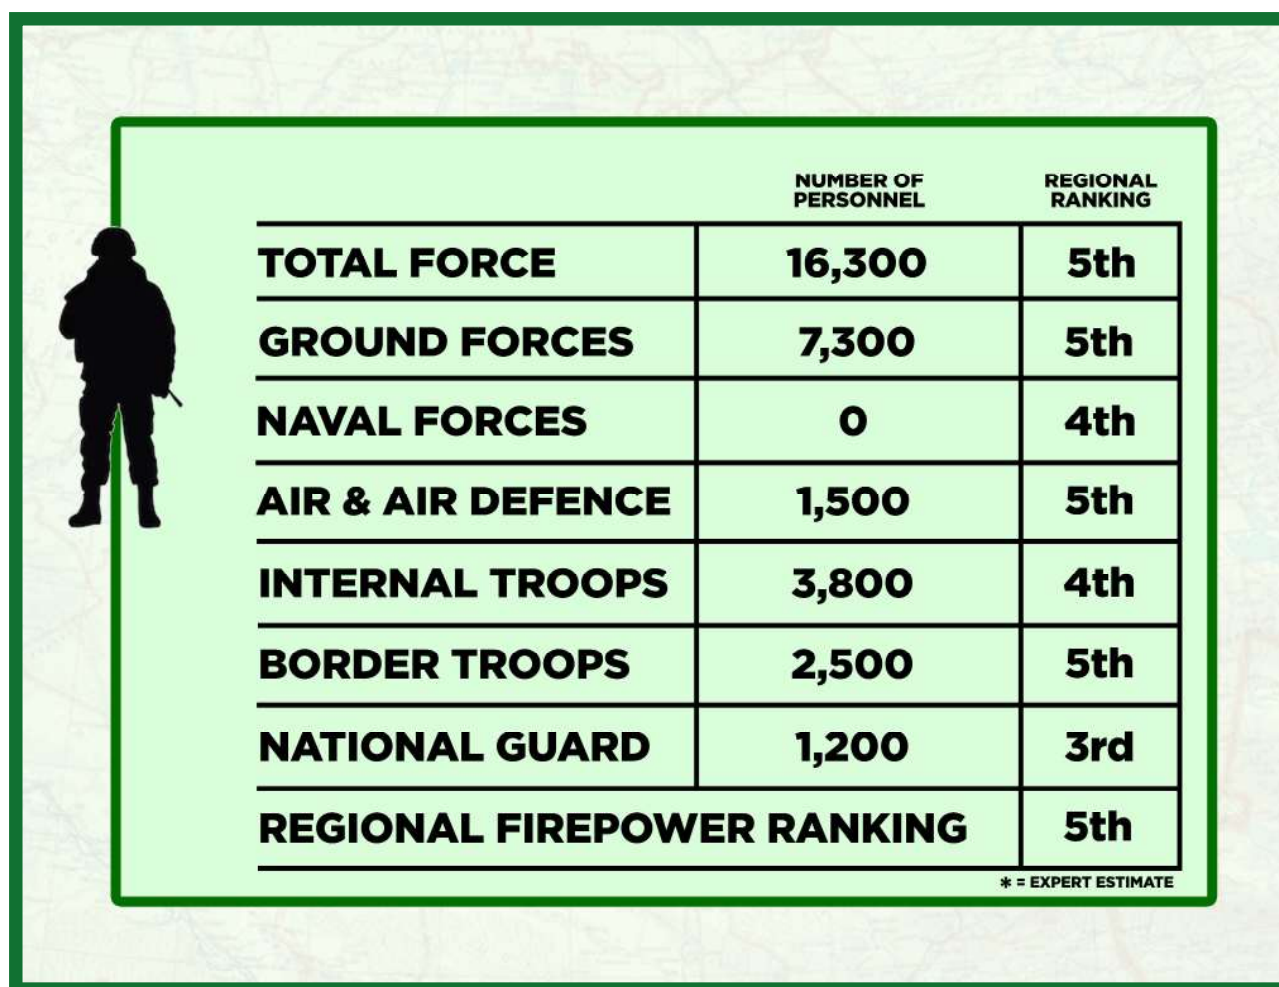 NUMBER OF
PERSONNEL
REGIONAL
RANKING
TOTAL FORCE 16,300 5th
GROUND FORCES 7,300 5th
NAVAL FORCES 0 4th
AIR & AIR DEFENCE 1,500 5th
INTERNAL TROOPS 3,800 4th
BORDER TROOPS 2,500 5th
NATIONAL GUARD 1,200 3rd
REGIONAL FIREPOWER RANKING 5th
* = EXPERT ESTIMATE